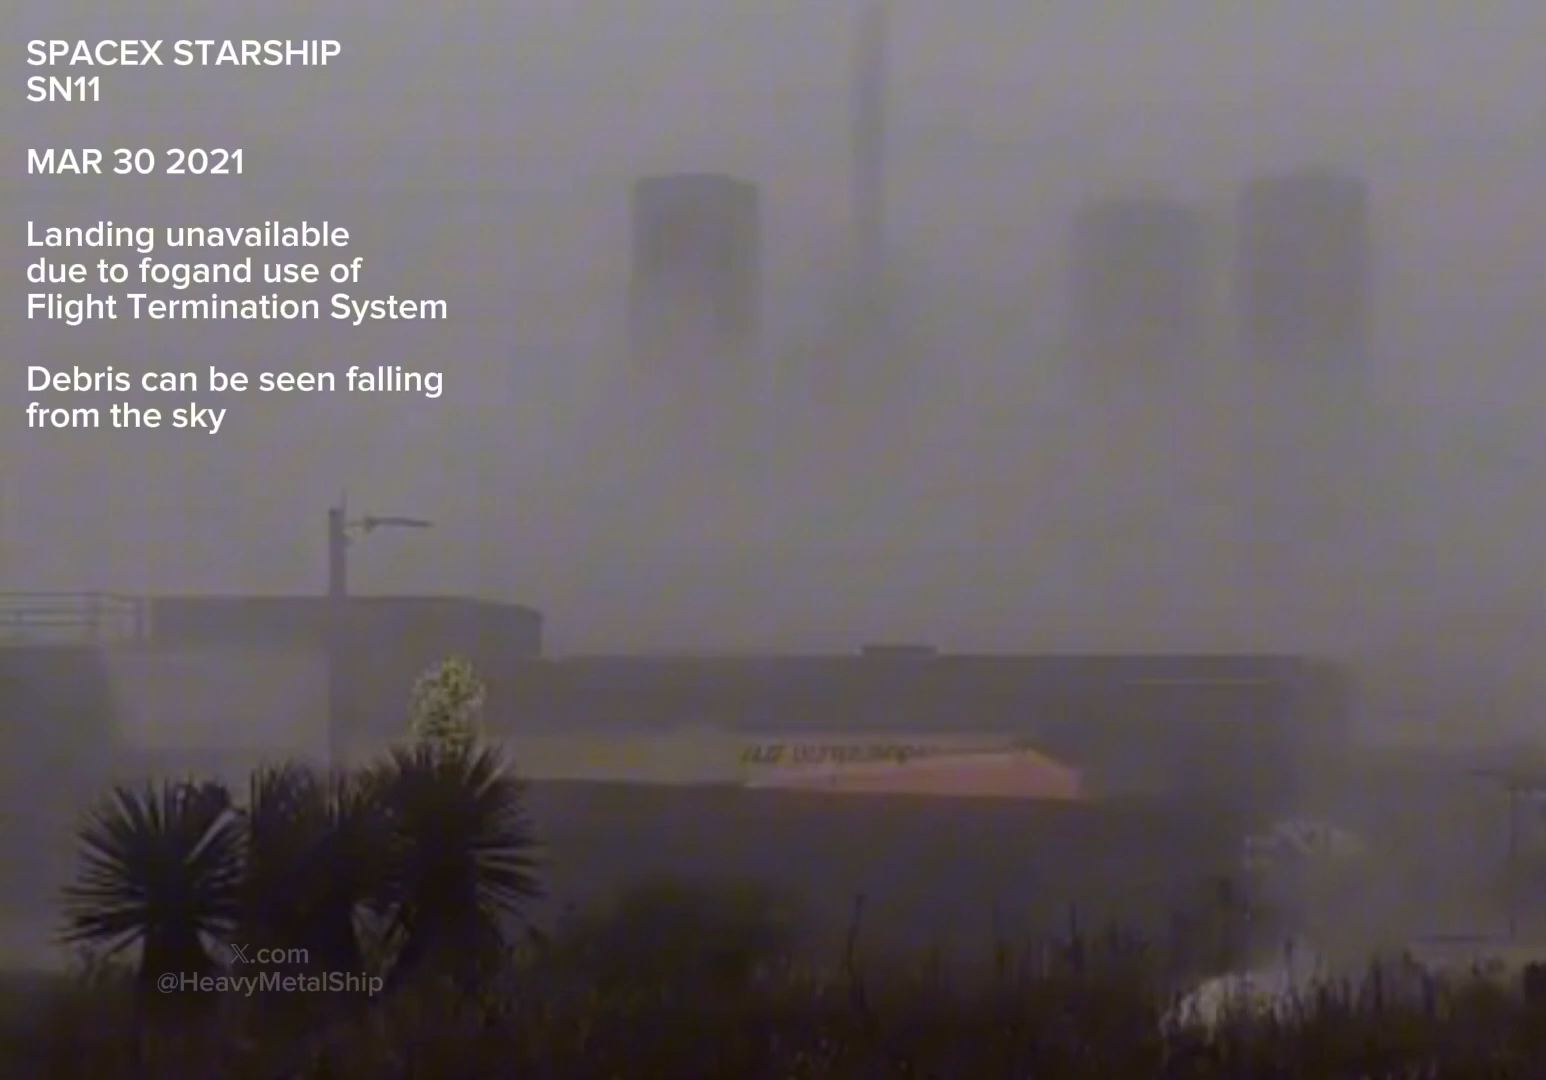 SPACEX STARSHIP
SN11
MAR 30 2021
Landing unavailable
due to fogand use of
Flight Termination System
Debris can be seen falling
from the sky
X.com
@HeavyMetalShip